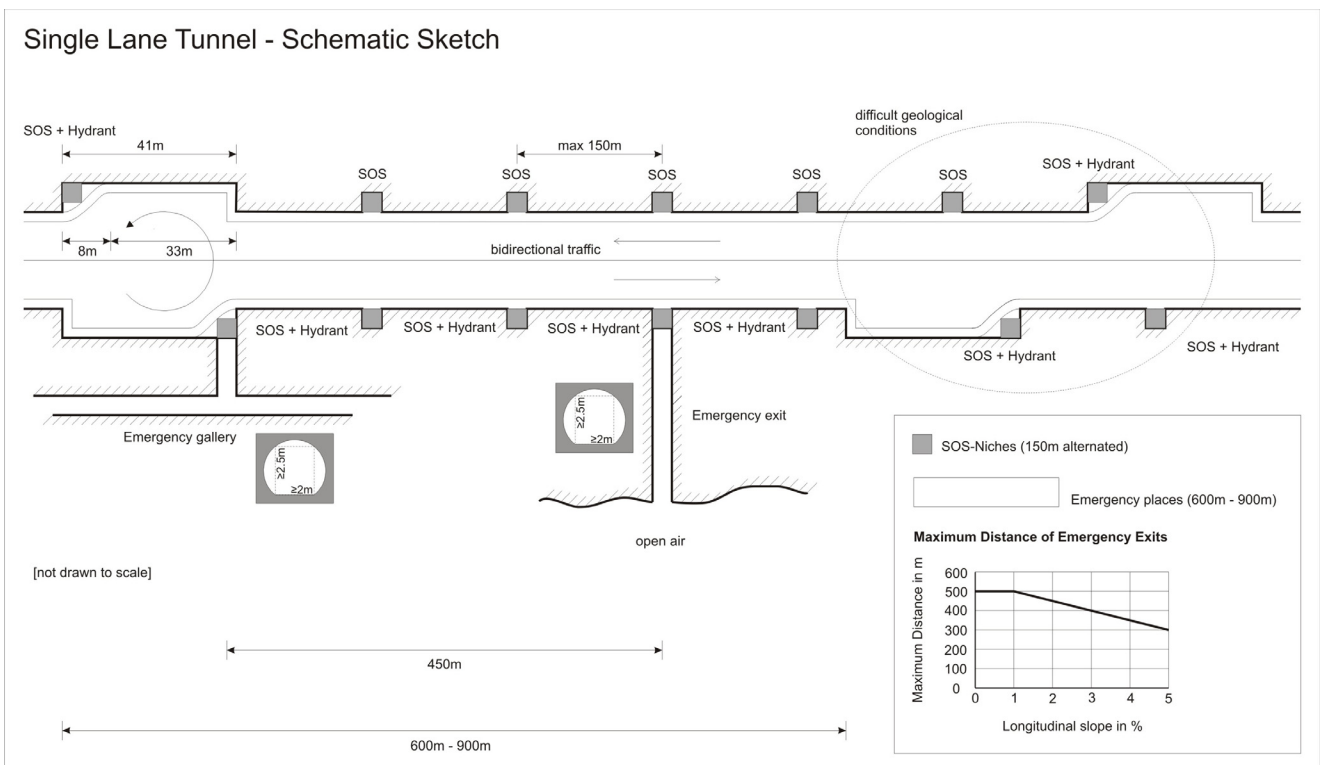 Single Lane Tunnel - Schematic Sketch
difficult geological
conditions
SOS + Hydrant
41m
max 150m
SOS + Hydrant
SOS
SOS
SOS
SOS
SOS
8m
33m
bidirectional traffic
SOS + Hydrant
SOS + Hydrant
SOS + Hydrant
SOS + Hydrant
SOS + Hydrant
SOS + Hydrant
Emergency gallery
≥2.5m
≥2m
≥2.5m
≥2m
Emergency exit
open air
[not drawn to scale]
450m
600m - 900m
SOS-Niches (150m alternated)
Emergency places (600m - 900m)
Maximum Distance of Emergency Exits
Maximum Distance in m
600
500
400
300
200
100
0
0 1 2 3 4 5
Longitudinal slope in %